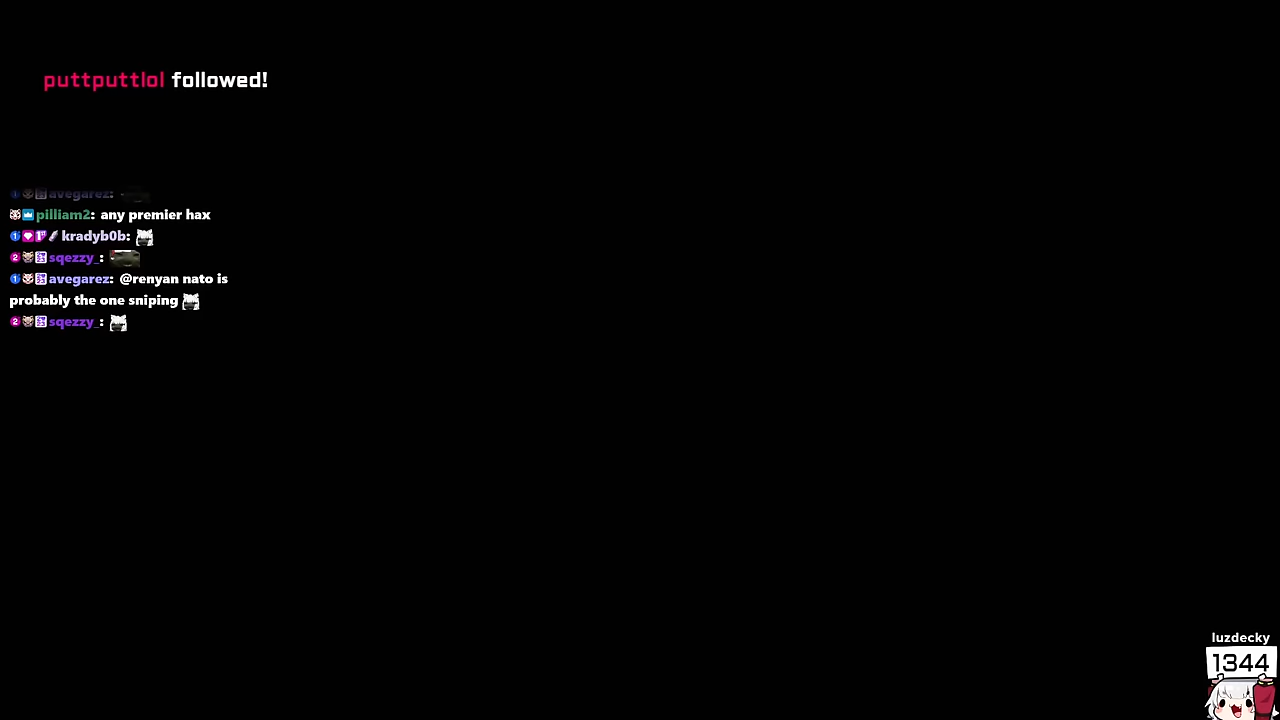 puttputtlol followed!
avegarez:
pilliam2: any premier hax
kradyb0b:
sqezzy_:
avegarez: @renyan nato is
probably the one sniping
sqezzy_:
luzdecky
1344